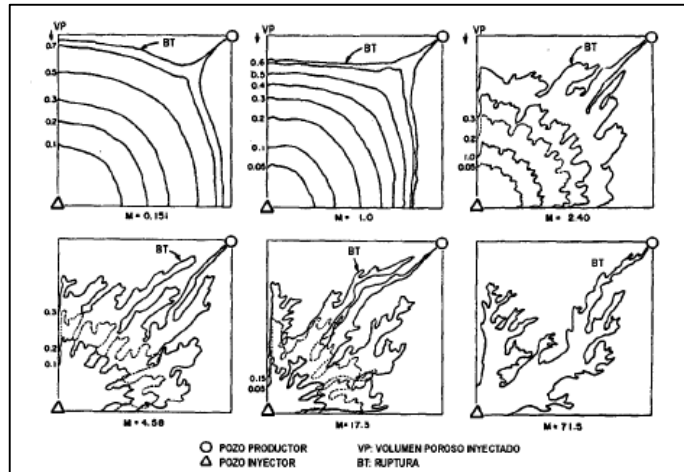 VP
0.7
0.5
0.3
0.2
0.1
BT
M = 0.151
VP
0.6
0.5
0.4
0.3
0.2
0.1
0.05
BT
M = 1.0
VP
0.3
0.2
1.0
0.05
BT
M = 2.40
BT
0.3
0.2
0.1
M = 4.58
BT
0.15
0.05
M = 17.3
BT
M = 71.5
POZO PRODUCTOR
VP: VOLUMEN POROSO INYECTADO
POZO INYECTOR
BT: RUPTURA